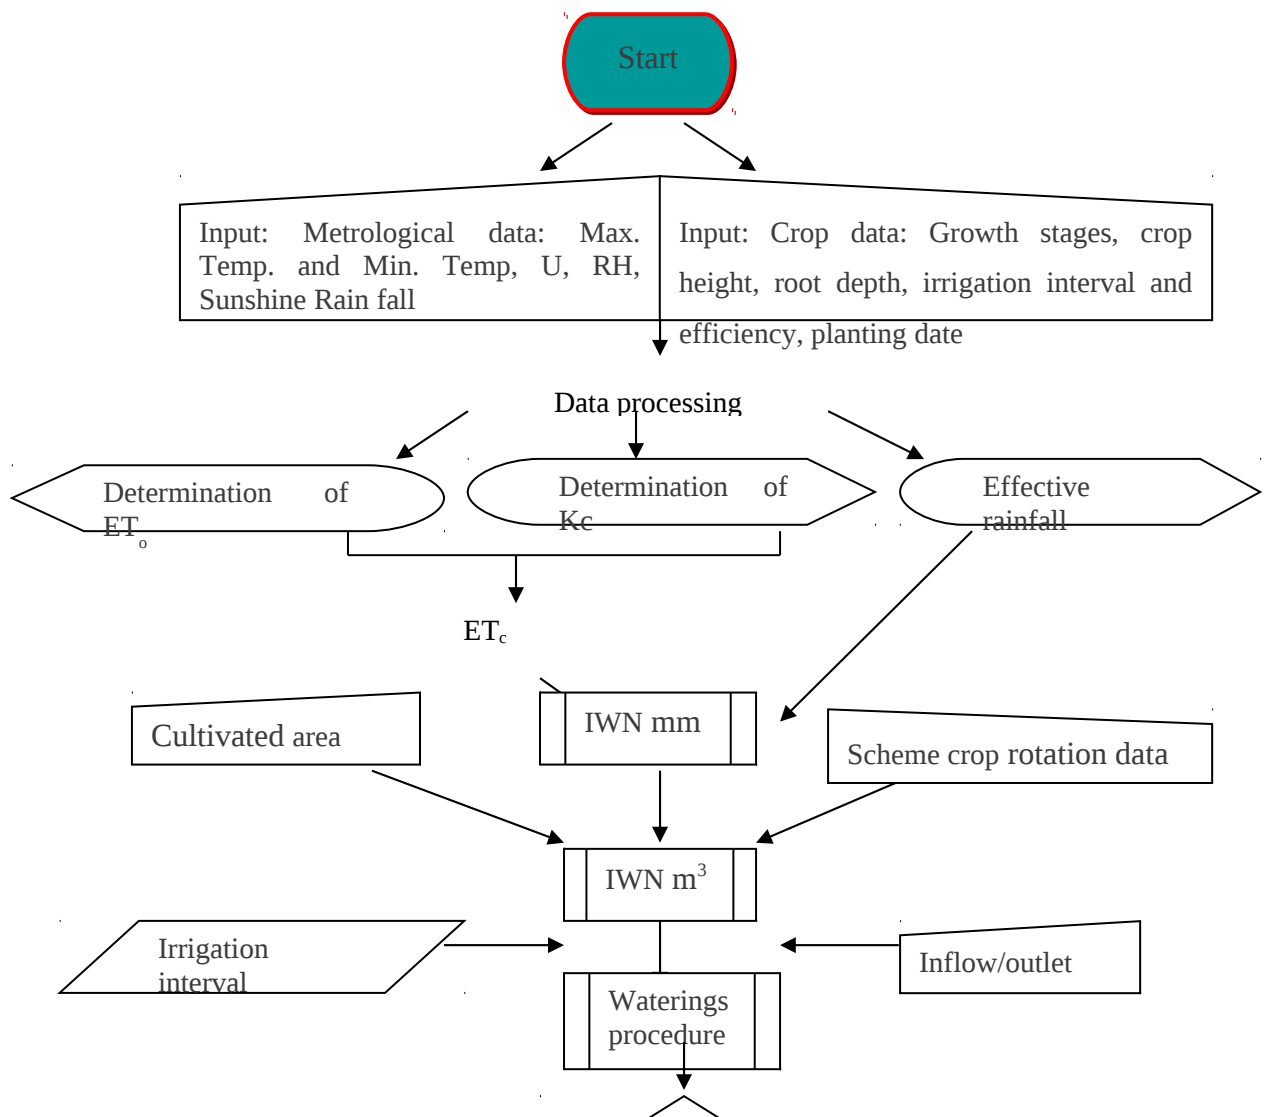 Start
Input: Metrological data: Max.
Temp. and Min. Temp, U, RH,
Sunshine Rain fall
Input: Crop data: Growth stages, crop
height, root depth, irrigation interval and
efficiency, planting date
Data processing
Determination of
ETo
Determination of
Kc
Effective
rainfall
ETc
Cultivated area
IWN mm
Scheme crop rotation data
IWN m³
Irrigation
interval
Inflow/outlet
Waterings
procedure